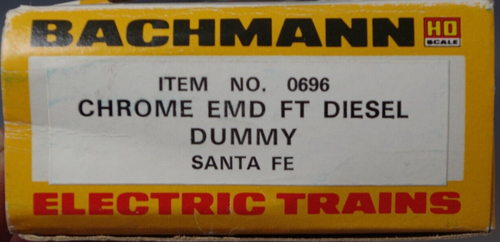 BACHMANN HO SCALE
ITEM NO. 0696
CHROME EMD FT DIESEL
DUMMY
SANTA FE
ELECTRIC TRAINS